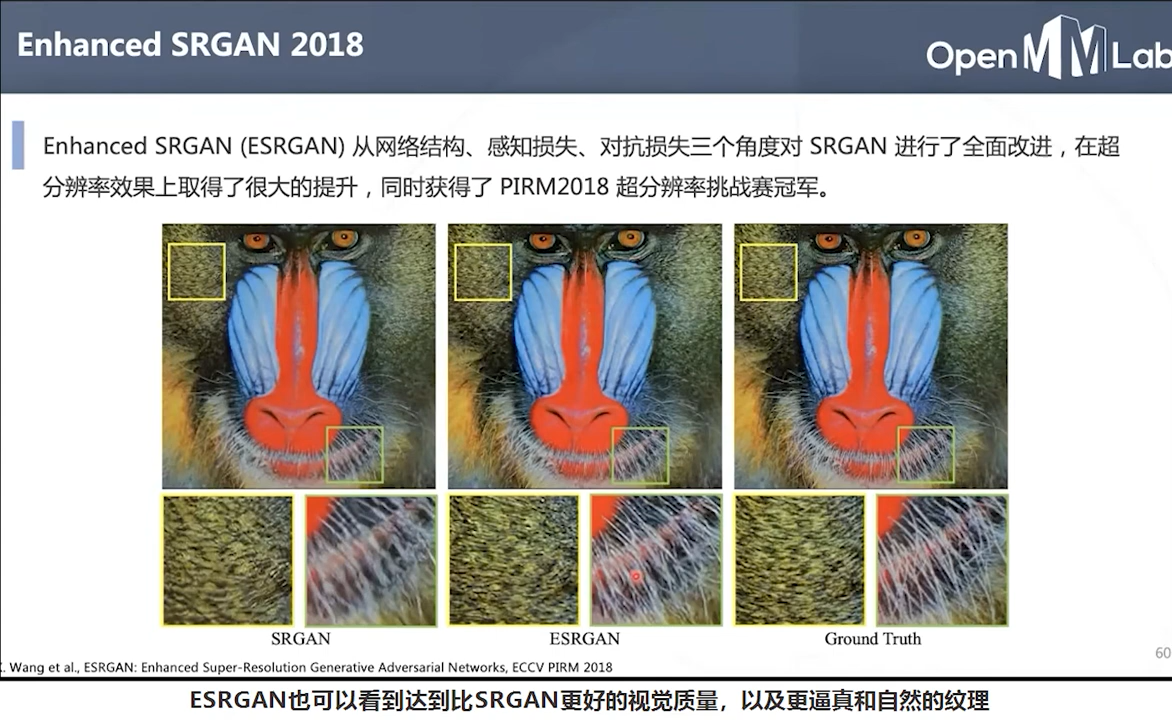 Enhanced SRGAN 2018
OpenMMLab
Enhanced SRGAN (ESRGAN) 从网络结构、感知损失、对抗损失三个角度对 SRGAN 进行了全面改进，在超
分辨率效果上取得了很大的提升，同时获得了 PIRM2018 超分辨率挑战赛冠军。
SRGAN
ESRGAN
Ground Truth
. Wang et al., ESRGAN: Enhanced Super-Resolution Generative Adversarial Networks, ECCV PIRM 2018
60
ESRGAN也可以看到达到比SRGAN更好的视觉质量，以及更逼真和自然的纹理